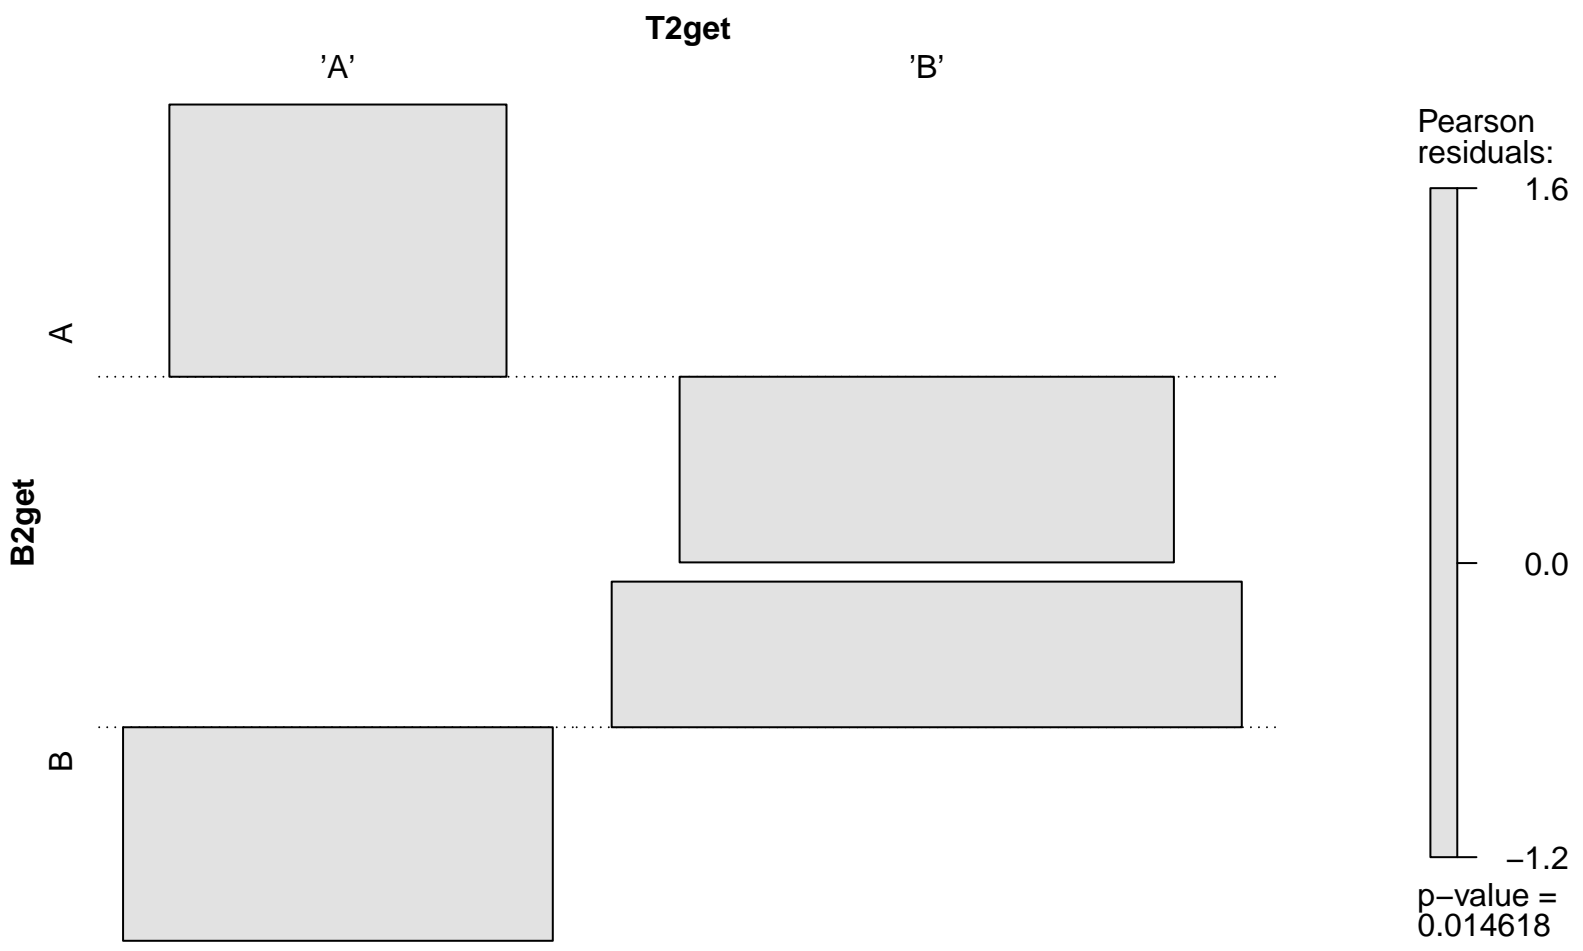 T2get
’A’ ’B’
Pearson
residuals:
1.6
A
B2get
0.0
B
−1.2
p−value =
0.014618